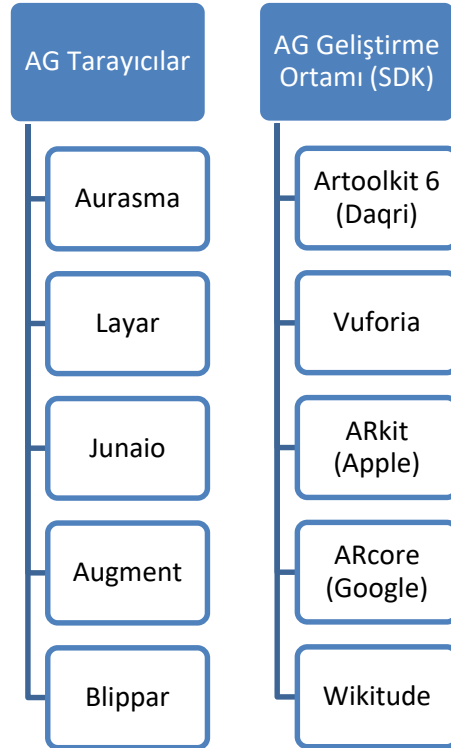 AG Tarayıcılar
Aurasma
Layar
Junaio
Augment
Blippar
AG Geliştirme
Ortamı (SDK)
Artoolkit 6
(Daqri)
Vuforia
ARkit
(Apple)
ARcore
(Google)
Wikitude